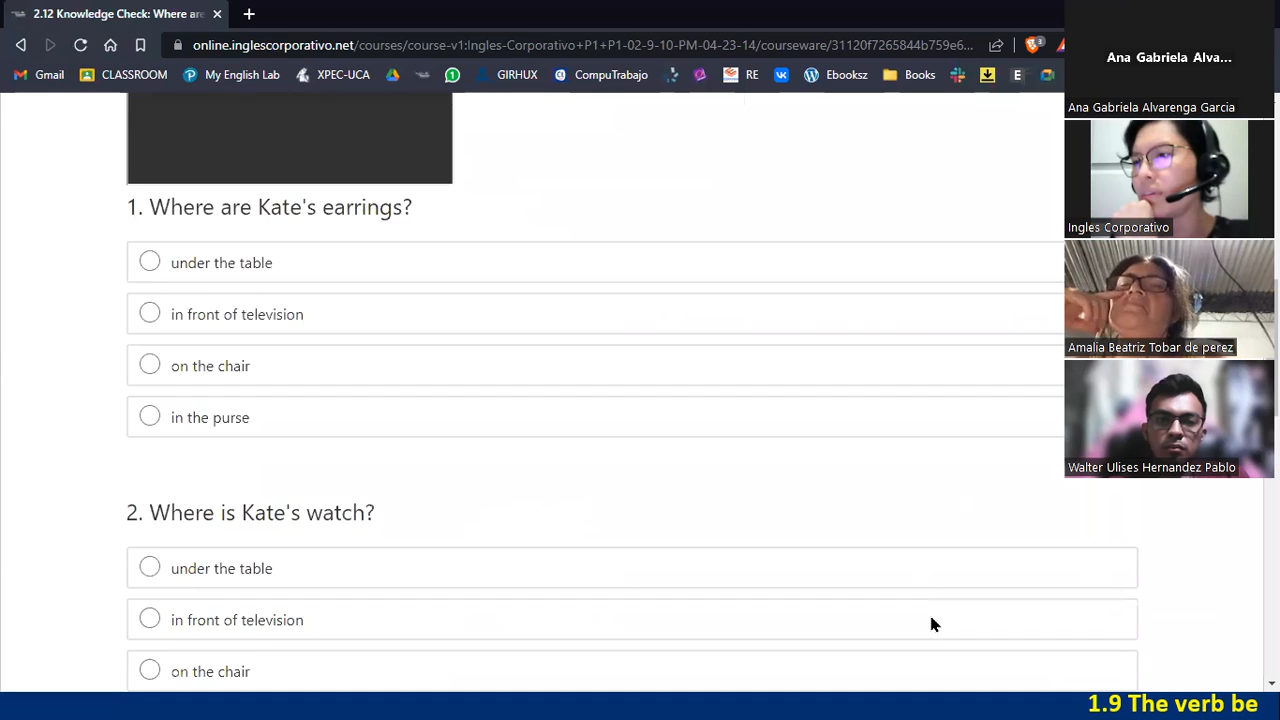 2.12 Knowledge Check: Where are
online.inglescorporativo.net/courses/course-v1:Ingles-Corporativo+P1+P1-02-9-10-PM-04-23-14/courseware/31120f7265844b759e6...
3
Gmail CLASSROOM My English Lab XPEC-UCA GIRHUX CompuTrabajo RE Ebooksz Books
Ana Gabriela Alva...
Ana Gabriela Alvarenga Garcia
Ingles Corporativo
Amalia Beatriz Tobar de perez
Walter Ulises Hernandez Pablo
1. Where are Kate's earrings?
under the table
in front of television
on the chair
in the purse
2. Where is Kate's watch?
under the table
in front of television
on the chair
1.9 The verb be